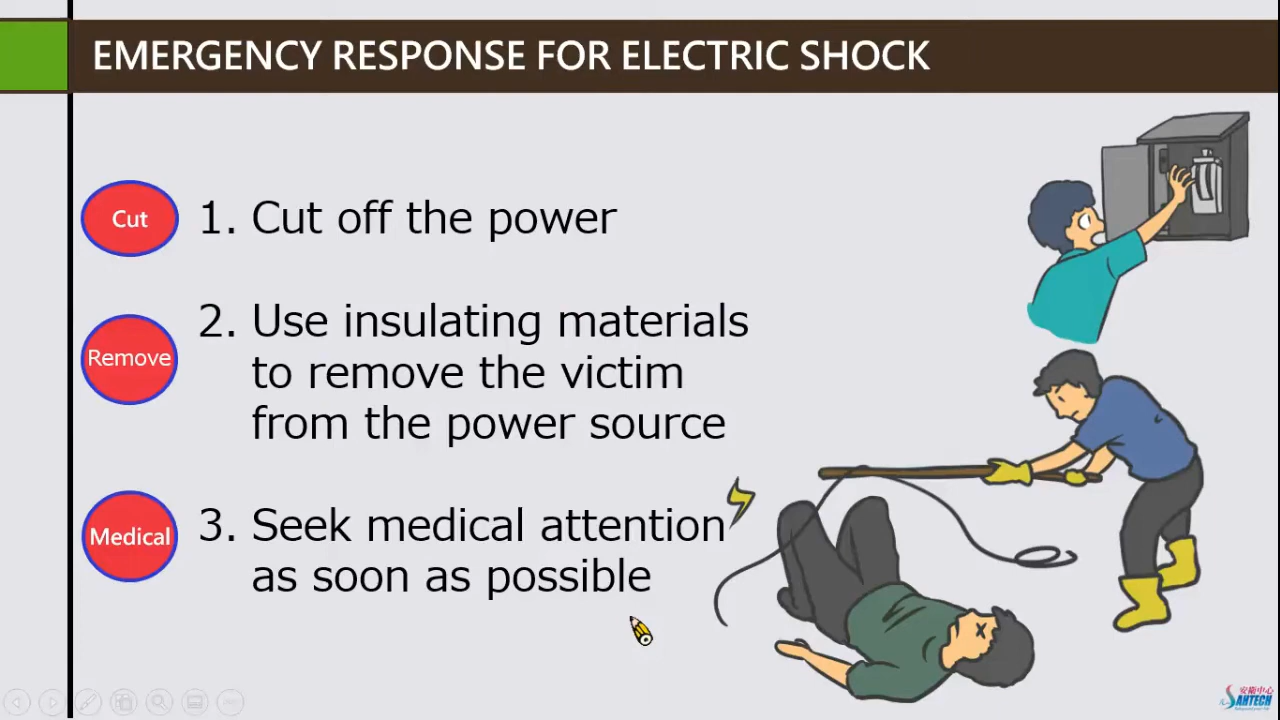 EMERGENCY RESPONSE FOR ELECTRIC SHOCK
Cut
1. Cut off the power
Remove
2. Use insulating materials
to remove the victim
from the power source
Medical
3. Seek medical attention
as soon as possible
安衛中心
SAHTECH